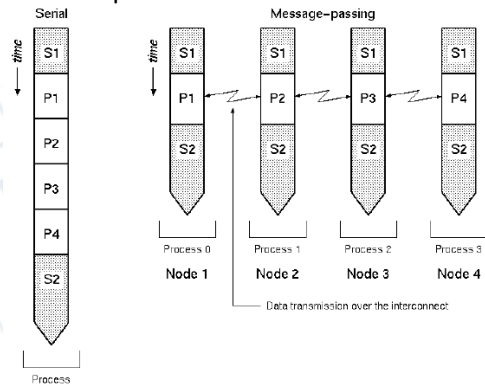 Serial
time
S1
P1
P2
P3
P4
S2
Process
Message-passing
time
S1 S1 S1 S1
P1 P2 P3 P4
S2 S2 S2 S2
Process 0 Process 1 Process 2 Process 3
Node 1 Node 2 Node 3 Node 4
Data transmission over the interconnect